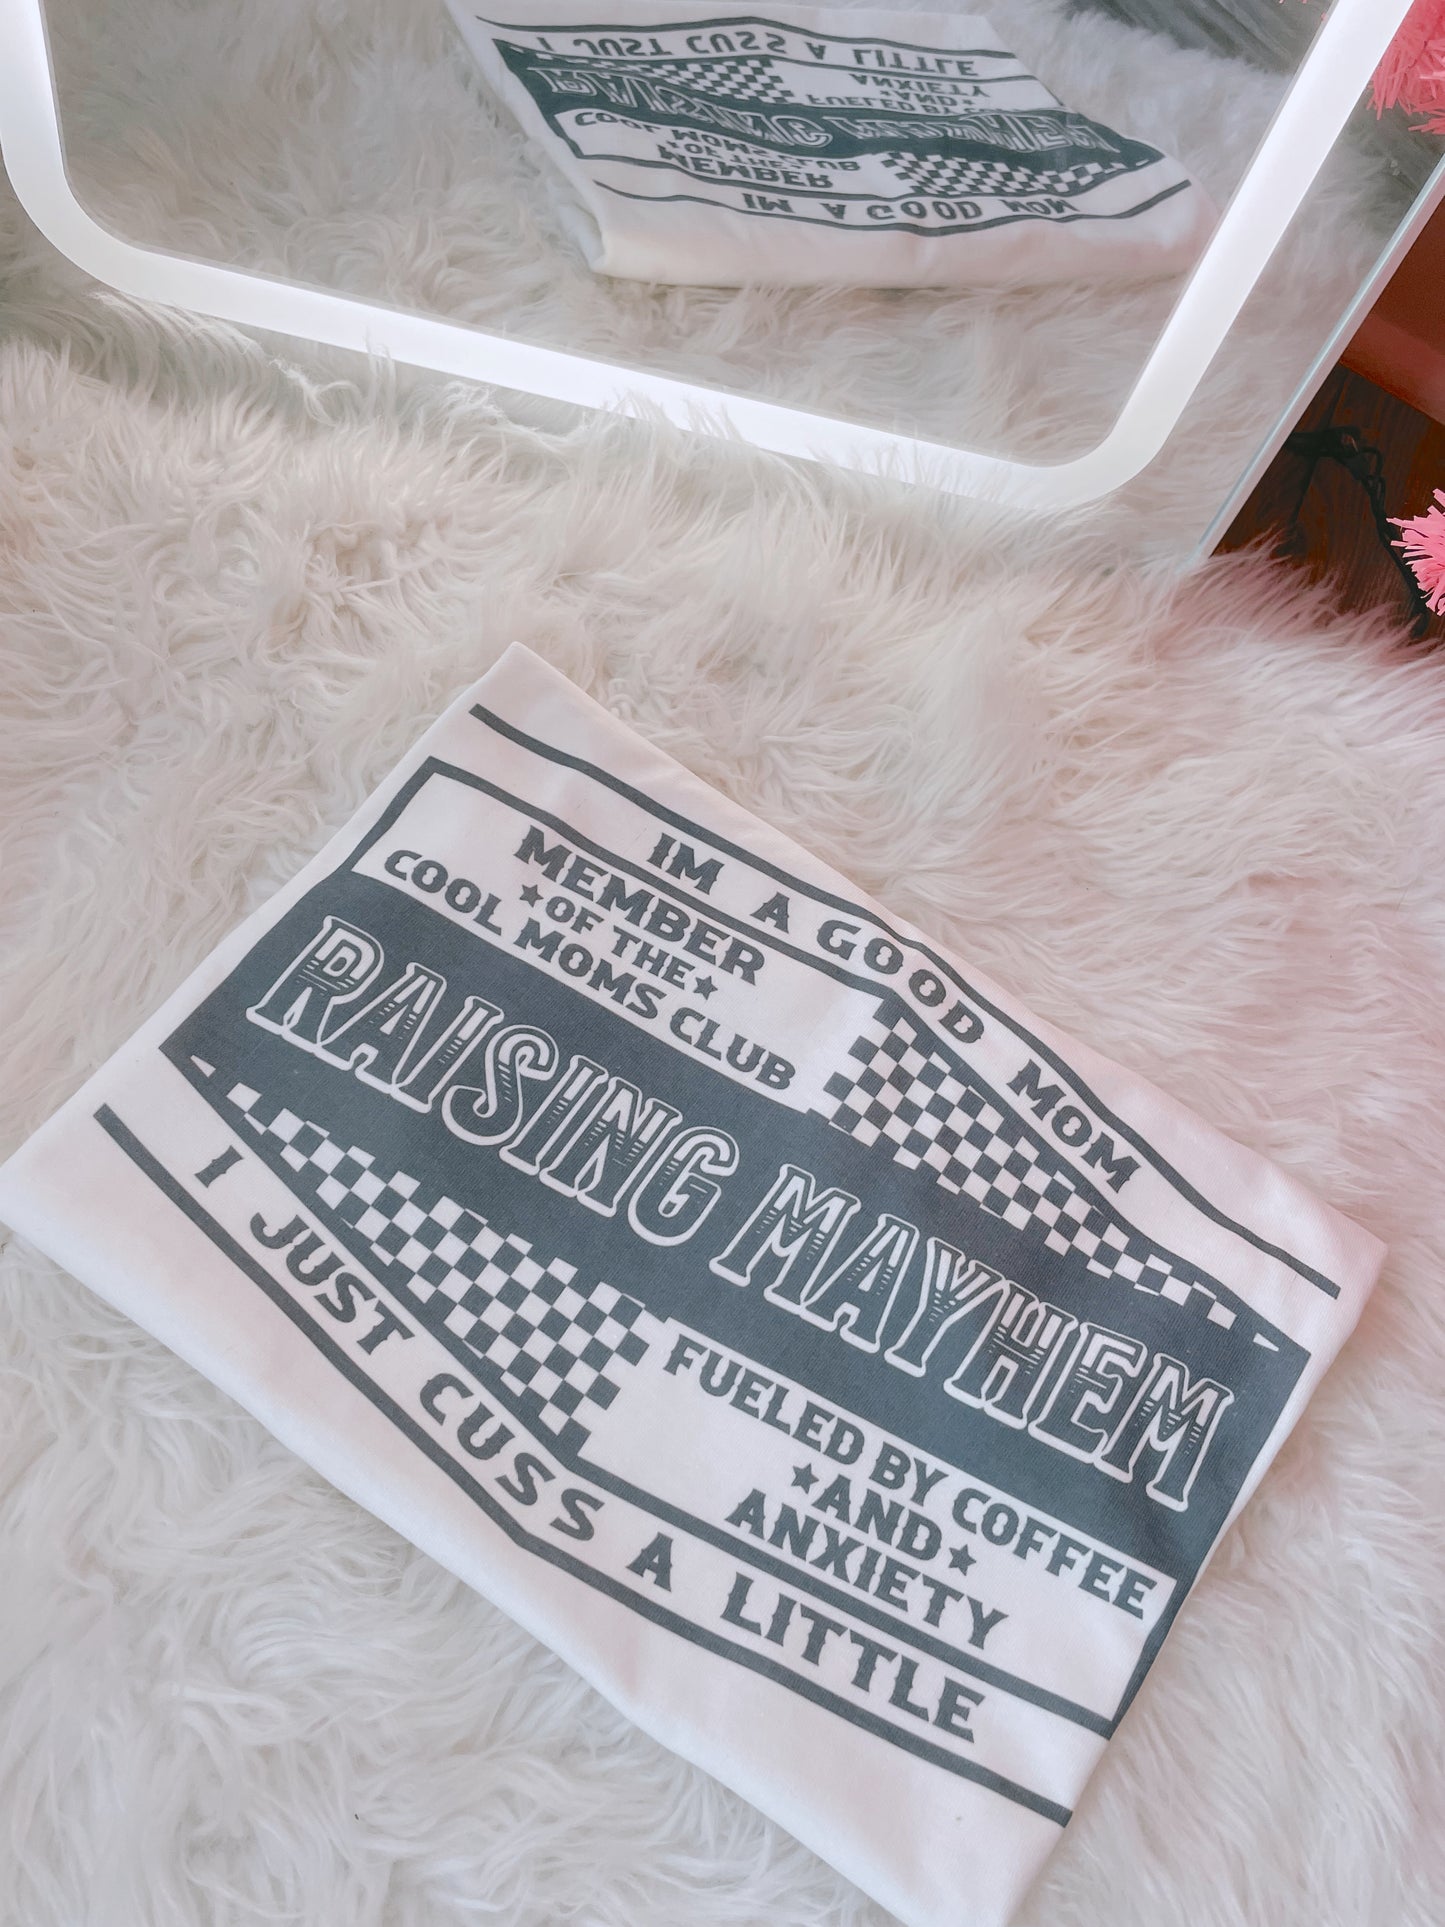 IM A GOOD MOM
MEMBER
OF THE
COOL MOMS CLUB
RAISING MAYHEM
FUELED BY COFFEE
AND
ANXIETY
I JUST CUSS A LITTLE